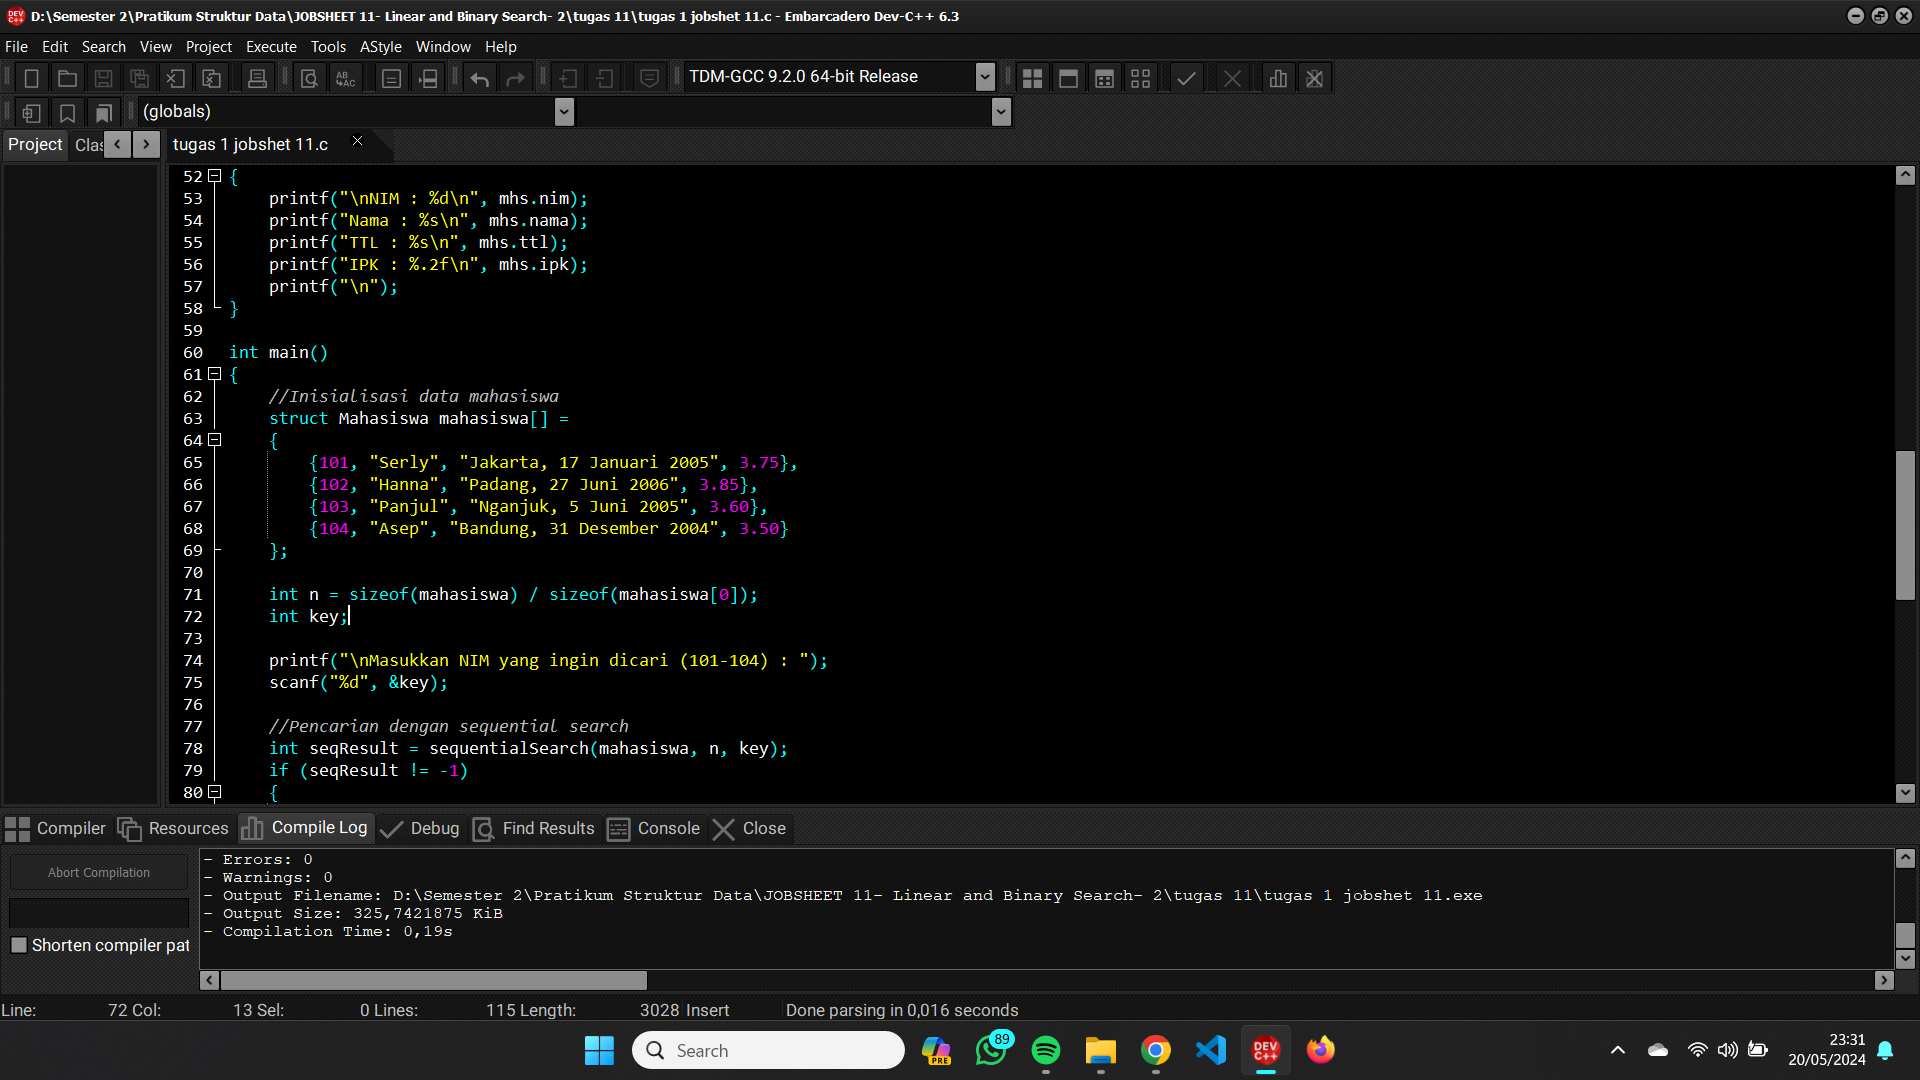 D:\Semester 2\Pratikum Struktur Data\JOBSHEET 11- Linear and Binary Search- 2\tugas 11\tugas 1 jobshet 11.c - Embarcadero Dev-C++ 6.3
File Edit Search View Project Execute Tools AStyle Window Help
TDM-GCC 9.2.0 64-bit Release
(globals)
Project Clas tugas 1 jobshet 11.c
52 {
53 printf("\nNIM : %d\n", mhs.nim);
54 printf("Nama : %s\n", mhs.nama);
55 printf("TTL : %s\n", mhs.ttl);
56 printf("IPK : %.2f\n", mhs.ipk);
57 printf("\n");
58 }
59
60 int main()
61 {
62 //Inisialisasi data mahasiswa
63 struct Mahasiswa mahasiswa[] =
64 {
65 {101, "Serly", "Jakarta, 17 Januari 2005", 3.75},
66 {102, "Hanna", "Padang, 27 Juni 2006", 3.85},
67 {103, "Panjul", "Nganjuk, 5 Juni 2005", 3.60},
68 {104, "Asep", "Bandung, 31 Desember 2004", 3.50}
69 };
70
71 int n = sizeof(mahasiswa) / sizeof(mahasiswa[0]);
72 int key;
73
74 printf("\nMasukkan NIM yang ingin dicari (101-104) : ");
75 scanf("%d", &key);
76
77 //Pencarian dengan sequential search
78 int seqResult = sequentialSearch(mahasiswa, n, key);
79 if (seqResult != -1)
80 {
Compiler Resources Compile Log Debug Find Results Console Close
Abort Compilation
Shorten compiler pat
- Errors: 0
- Warnings: 0
- Output Filename: D:\Semester 2\Pratikum Struktur Data\JOBSHEET 11- Linear and Binary Search- 2\tugas 11\tugas 1 jobshet 11.exe
- Output Size: 325,7421875 KiB
- Compilation Time: 0,19s
Line: 72 Col: 13 Sel: 0 Lines: 115 Length: 3028 Insert Done parsing in 0,016 seconds
Search PRE 89 DEV C++ 23:31
20/05/2024